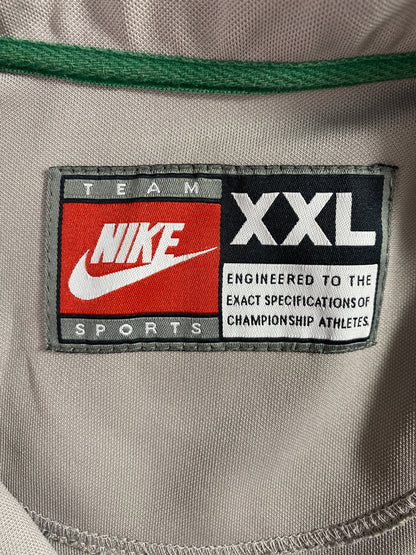 TEAM
NIKE
SPORTS
XXL
ENGINEERED TO THE
EXACT SPECIFICATIONS OF
CHAMPIONSHIP ATHLETES.